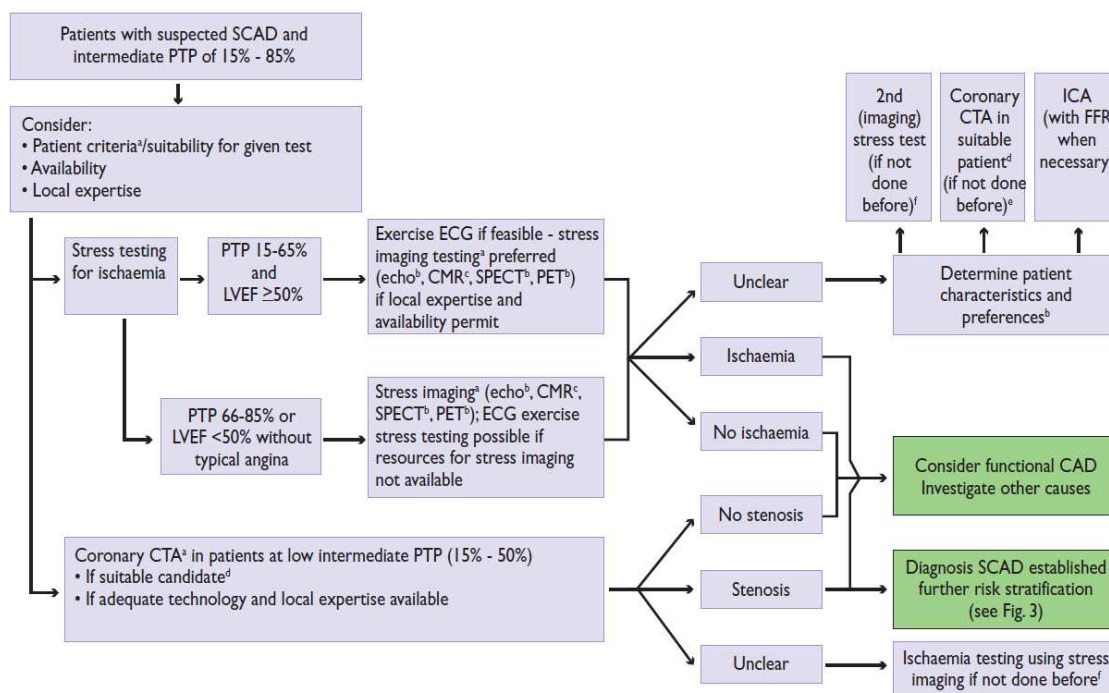 Patients with suspected SCAD and
intermediate PTP of 15% - 85%
Consider:
• Patient criteriaᵃ/suitability for given test
• Availability
• Local expertise
2nd
(imaging)
stress test
(if not
done
before)ᶠ
Coronary
CTA in
suitable
patientᵈ
(if not done
before)ᵉ
ICA
(with FFR
when
necessary
Stress testing
for ischaemia
PTP 15-65%
and
LVEF ≥50%
Exercise ECG if feasible - stress
imaging testingᵃ preferred
(echoᵇ, CMRᶜ, SPECTᵇ, PETᵇ)
if local expertise and
availability permit
Unclear
Determine patient
characteristics and
preferencesᵇ
Ischaemia
PTP 66-85% or
LVEF <50% without
typical angina
Stress imagingᵃ (echoᵇ, CMRᶜ,
SPECTᵇ, PETᵇ); ECG exercise
stress testing possible if
resources for stress imaging
not available
No ischaemia
Consider functional CAD
Investigate other causes
No stenosis
Coronary CTAᵃ in patients at low intermediate PTP (15% - 50%)
• If suitable candidateᵈ
• If adequate technology and local expertise available
Stenosis
Diagnosis SCAD established
further risk stratification
(see Fig. 3)
Unclear
Ischaemia testing using stress
imaging if not done beforeᶠ